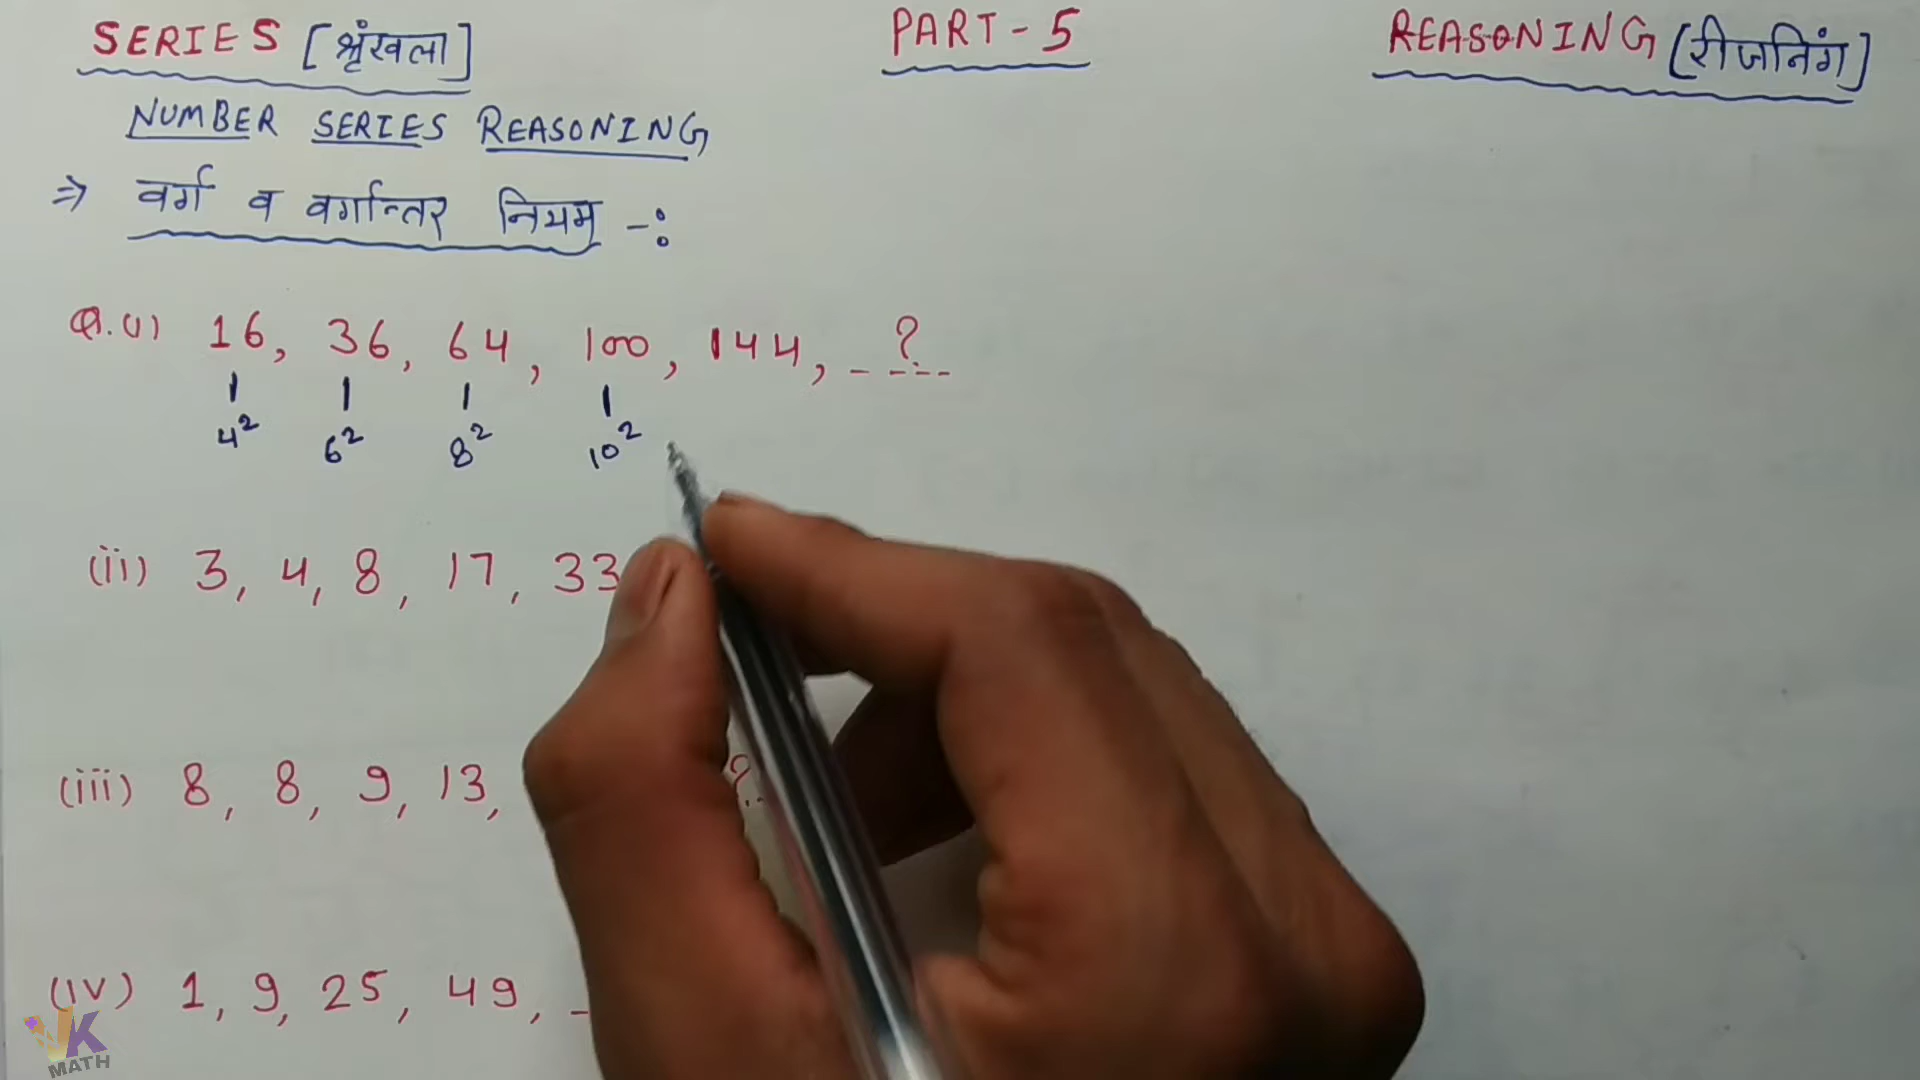 SERIES [श्रृंखला] PART-5 REASONING [रीजनिंग]
NUMBER SERIES REASONING
⇒ वर्ग व वर्गान्तर नियम -:
Q.(i) 16, 36, 64, 100, 144, ?
4² 6² 8² 10²
(ii) 3, 4, 8, 17, 33
(iii) 8, 8, 9, 13, ?
(iv) 1, 9, 25, 49,
VK
MATH